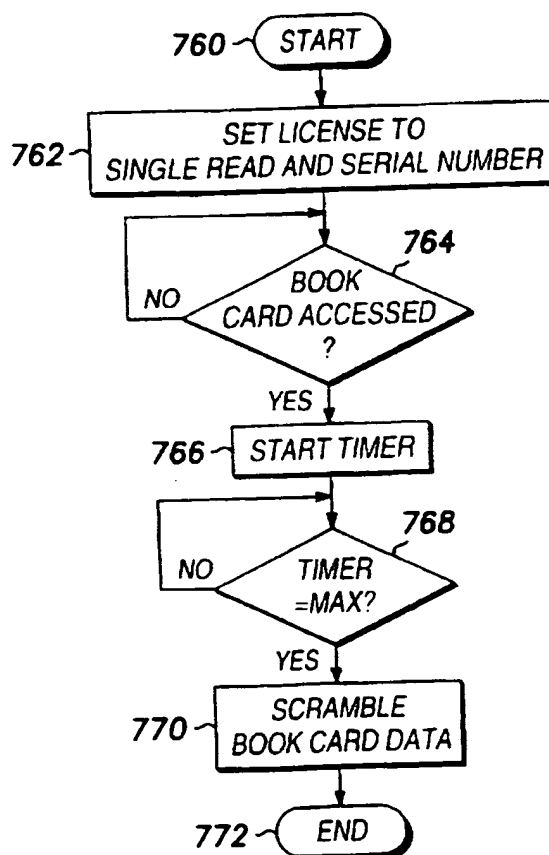 760
START
762
SET LICENSE TO
SINGLE READ AND SERIAL NUMBER
764
BOOK
CARD ACCESSED
?
NO
YES
766
START TIMER
768
TIMER
=MAX?
NO
YES
770
SCRAMBLE
BOOK CARD DATA
772
END